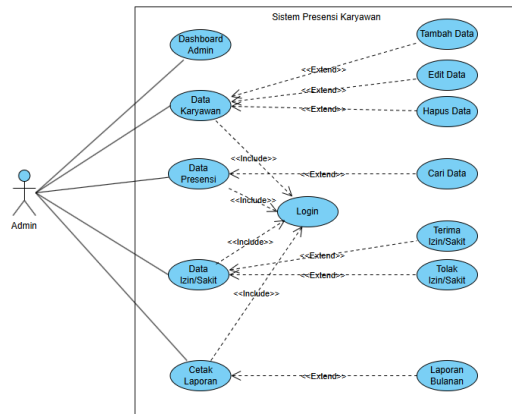 Sistem Presensi Karyawan
Dashboard
Admin
Tambah Data
<<Extend>>
Edit Data
<<Extend>>
Data
Karyawan
<<Extend>>
Hapus Data
<<Include>>
Data
Presensi
<<Extend>>
Cari Data
<<Include>>
Login
Admin
Terima
Izin/Sakit
<<Include>>
<<Extend>>
Data
Izin/Sakit
<<Extend>>
Tolak
Izin/Sakit
<<Include>>
Cetak
Laporan
<<Extend>>
Laporan
Bulanan